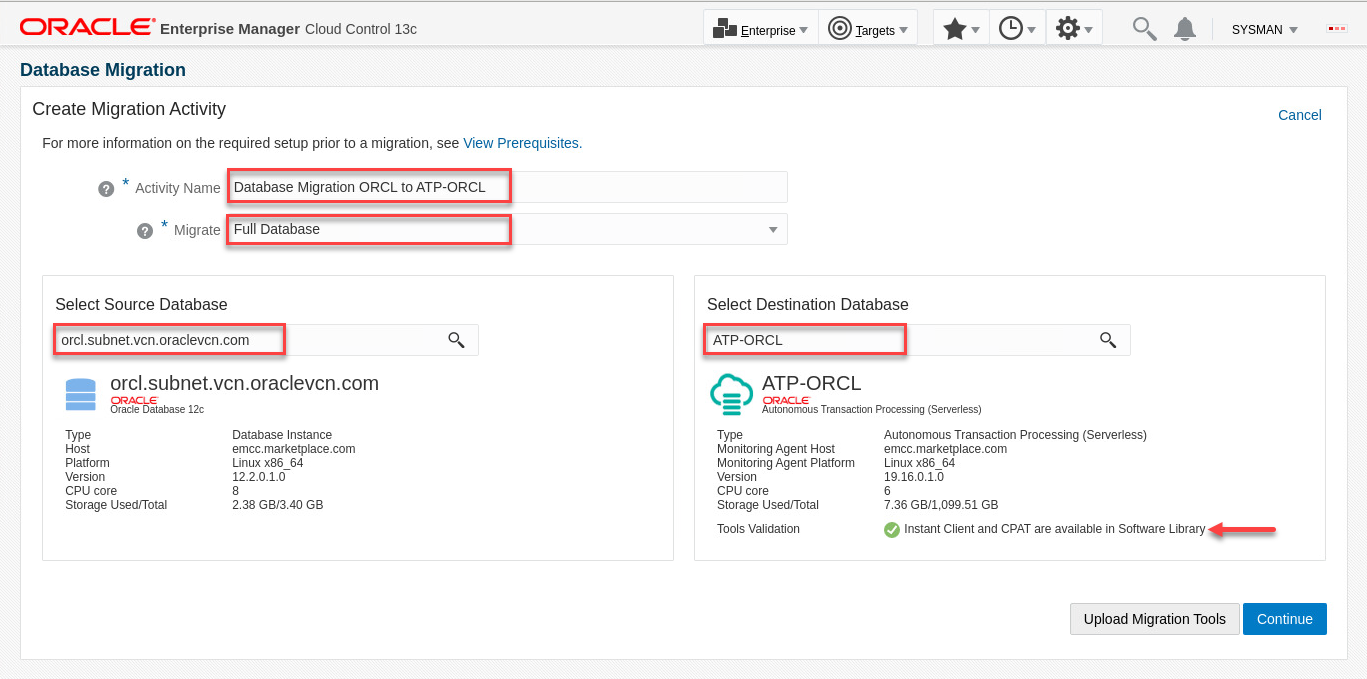 ORACLE Enterprise Manager Cloud Control 13c
Enterprise
Targets
SYSMAN
Database Migration
Create Migration Activity
Cancel
For more information on the required setup prior to a migration, see View Prerequisites.
? * Activity Name Database Migration ORCL to ATP-ORCL
? * Migrate Full Database
Select Source Database
orcl.subnet.vcn.oraclevcn.com
orcl.subnet.vcn.oraclevcn.com
ORACLE
Oracle Database 12c
Type Database Instance
Host emcc.marketplace.com
Platform Linux x86_64
Version 12.2.0.1.0
CPU core 8
Storage Used/Total 2.38 GB/3.40 GB
Select Destination Database
ATP-ORCL
ATP-ORCL
ORACLE
Autonomous Transaction Processing (Serverless)
Type Autonomous Transaction Processing (Serverless)
Monitoring Agent Host emcc.marketplace.com
Monitoring Agent Platform Linux x86_64
Version 19.16.0.1.0
CPU core 6
Storage Used/Total 7.36 GB/1,099.51 GB
Tools Validation Instant Client and CPAT are available in Software Library
Upload Migration Tools
Continue